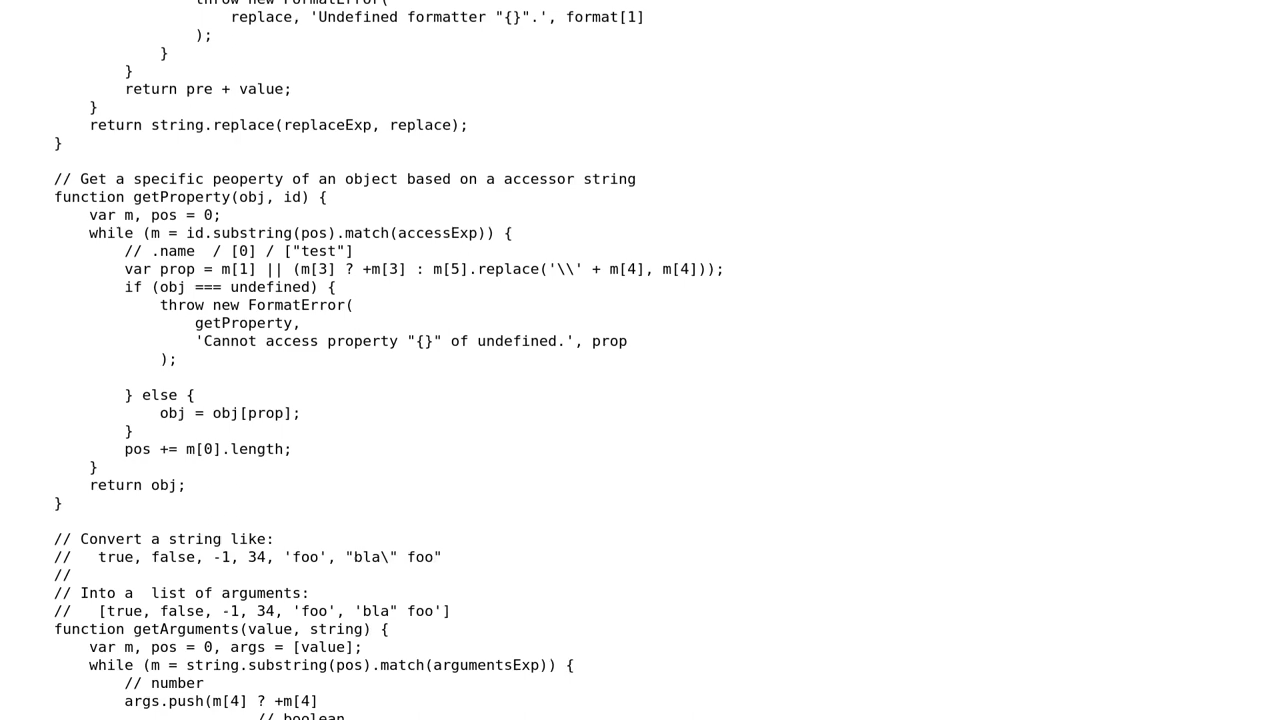 throw new FormatError(
replace, 'Undefined formatter "{}".', format[1]
);
}
}
return pre + value;
}
return string.replace(replaceExp, replace);
}
// Get a specific peoperty of an object based on a accessor string
function getProperty(obj, id) {
var m, pos = 0;
while (m = id.substring(pos).match(accessExp)) {
// .name  / [0] / ["test"]
var prop = m[1] || (m[3] ? +m[3] : m[5].replace('\\' + m[4], m[4]));
if (obj === undefined) {
throw new FormatError(
getProperty,
'Cannot access property "{}" of undefined.', prop
);
} else {
obj = obj[prop];
}
pos += m[0].length;
}
return obj;
}
// Convert a string like:
//   true, false, -1, 34, 'foo', "bla\" foo"
//
// Into a  list of arguments:
//   [true, false, -1, 34, 'foo', 'bla" foo']
function getArguments(value, string) {
var m, pos = 0, args = [value];
while (m = string.substring(pos).match(argumentsExp)) {
// number
args.push(m[4] ? +m[4]
// boolean